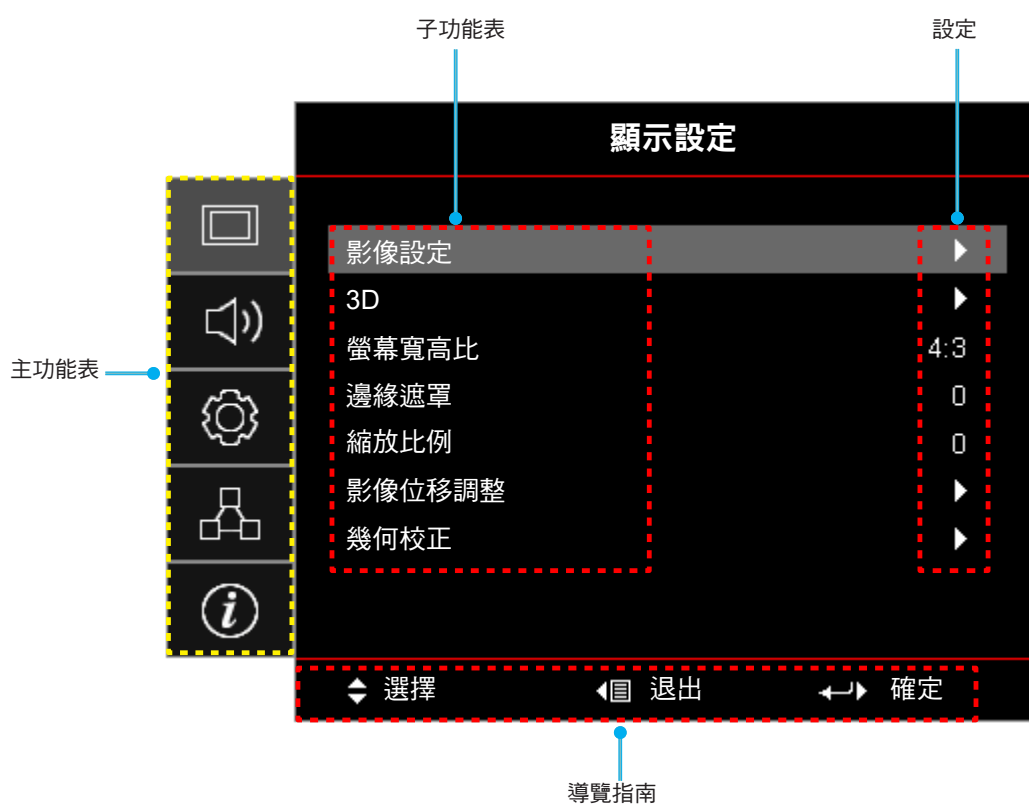 子功能表
設定
顯示設定
影像設定
3D
螢幕寬高比 4:3
邊緣遮罩 0
縮放比例 0
影像位移調整
幾何校正
主功能表
選擇 退出 確定
導覽指南